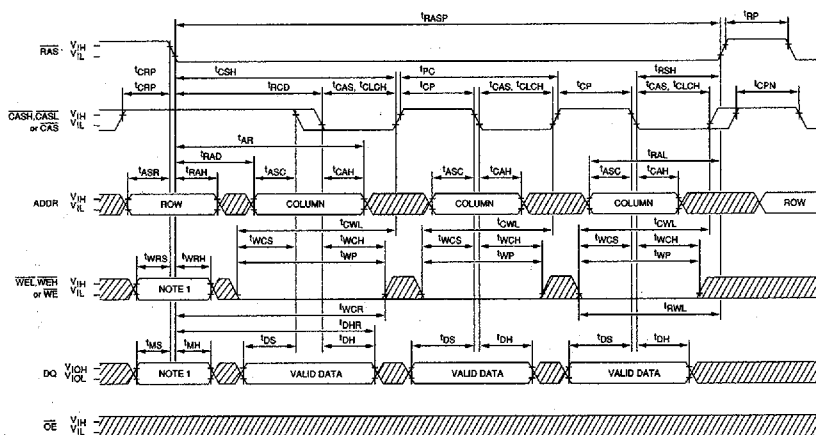 tRASP
tRP
RAS VIH VIL
tCRP tCSH tPC tRSH
tCRP tRCD tCAS, tCLCH tCP tCAS, tCLCH tCP tCAS, tCLCH tCPN
CASH,CASL or CAS VIH VIL
tAR
tRAD tRAL
tASR tRAH tASC tCAH tASC tCAH tASC tCAH
ADDR VIH VIL ROW COLUMN COLUMN COLUMN ROW
tCWL tCWL tCWL
tWCS tWCH tWCS tWCH tWCS tWCH
tWRS tWRH tWP tWP tWP
WEL,WEH or WE VIH VIL NOTE 1
tWCR tRWL
tDHR
tMS tMH tDS tDH tDS tDH tDS tDH
DQ VIOH VIOL NOTE 1 VALID DATA VALID DATA VALID DATA
OE VIH VIL